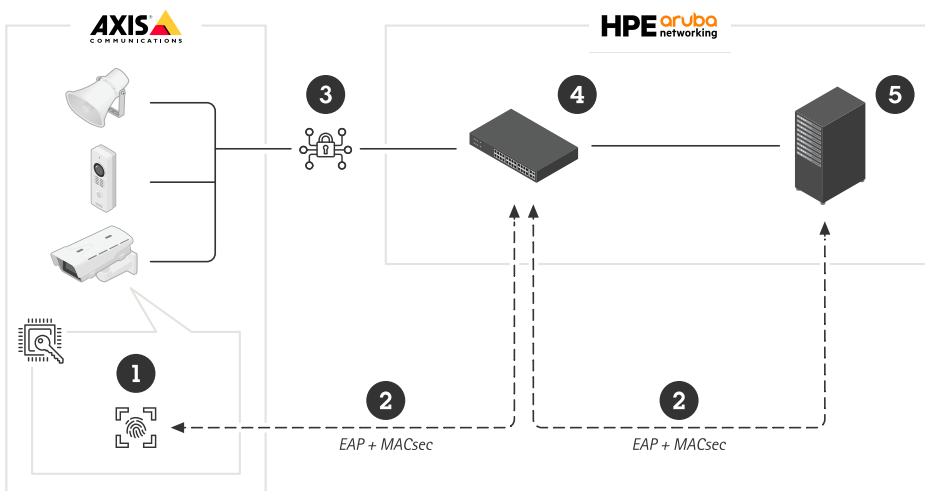 AXIS
COMMUNICATIONS
HPE aruba
networking
3
4
5
1
2
2
EAP + MACsec
EAP + MACsec